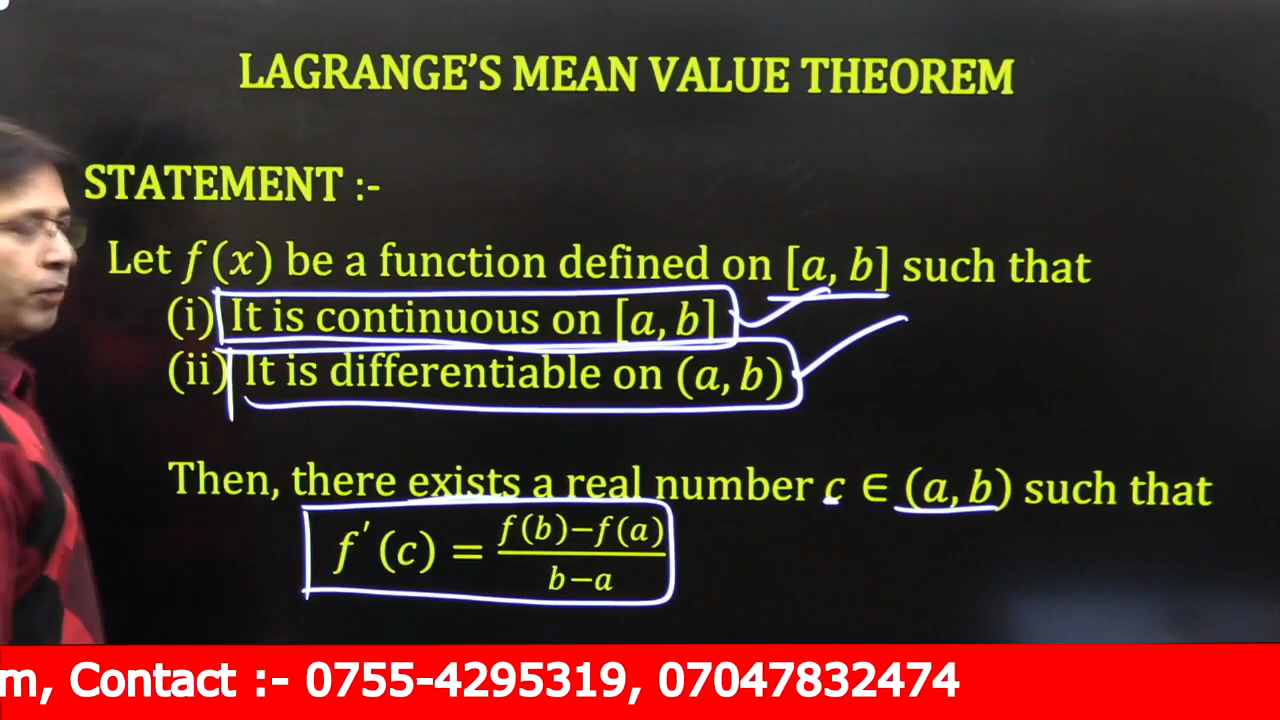 LAGRANGE’S MEAN VALUE THEOREM
STATEMENT :-
Let f(x) be a function defined on [a, b] such that
(i) It is continuous on [a, b]
(ii) It is differentiable on (a, b)
Then, there exists a real number c ∈ (a, b) such that
f′(c) = f(b)−f(a) / b−a
m, Contact :- 0755-4295319, 07047832474